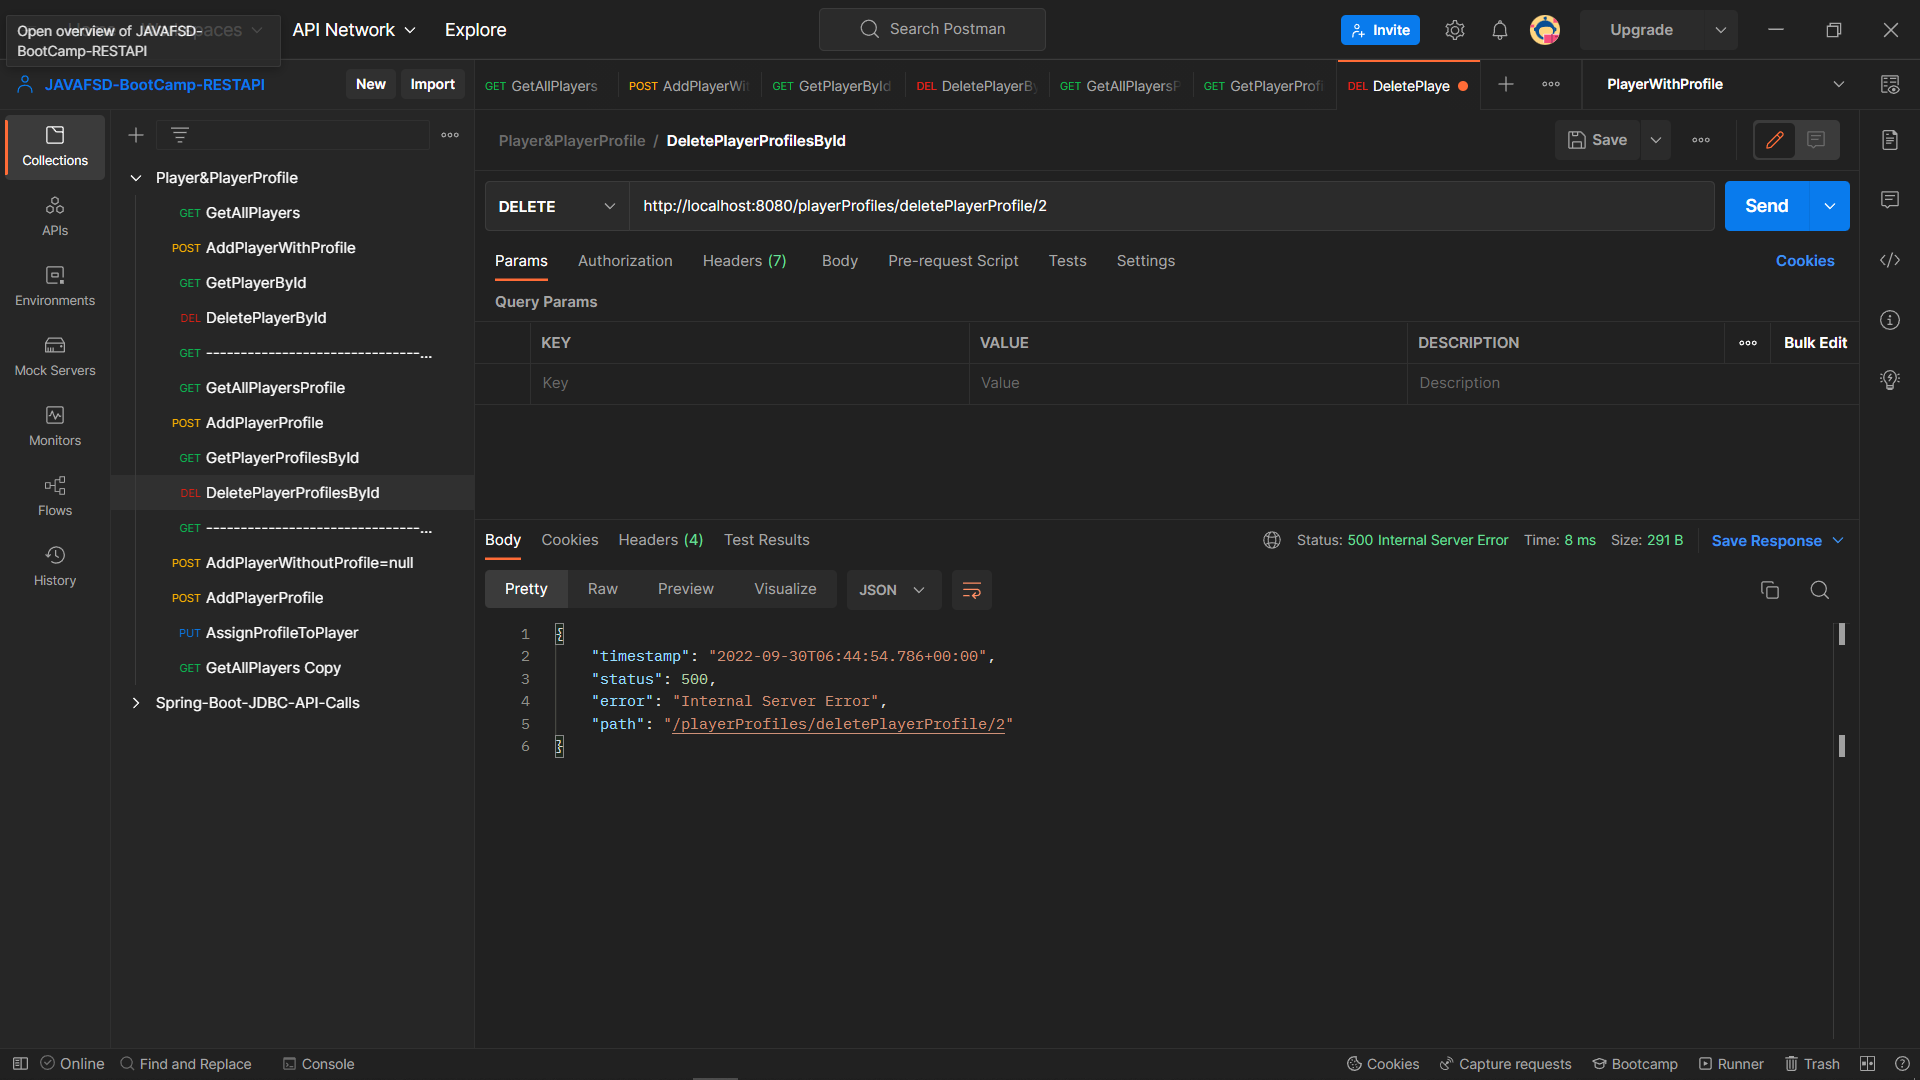 Open overview of JAVAFSD-
BootCamp-RESTAPI
API Network
Explore
Search Postman
Invite
Upgrade
JAVAFSD-BootCamp-RESTAPI
New
Import
GET GetAllPlayers
POST AddPlayerWit
GET GetPlayerById
DEL DeletePlayerBy
GET GetAllPlayersP
GET GetPlayerProfi
DEL DeletePlaye
PlayerWithProfile
Collections
APIs
Environments
Mock Servers
Monitors
Flows
History
Player&PlayerProfile
GET GetAllPlayers
POST AddPlayerWithProfile
GET GetPlayerById
DEL DeletePlayerById
GET -------------------------------...
GET GetAllPlayersProfile
POST AddPlayerProfile
GET GetPlayerProfilesById
DEL DeletePlayerProfilesById
GET -------------------------------...
POST AddPlayerWithoutProfile=null
POST AddPlayerProfile
PUT AssignProfileToPlayer
GET GetAllPlayers Copy
Spring-Boot-JDBC-API-Calls
Player&PlayerProfile / DeletePlayerProfilesById
Save
DELETE
http://localhost:8080/playerProfiles/deletePlayerProfile/2
Send
Params
Authorization
Headers (7)
Body
Pre-request Script
Tests
Settings
Cookies
Query Params
KEY
VALUE
DESCRIPTION
Bulk Edit
Key
Value
Description
Body
Cookies
Headers (4)
Test Results
Status: 500 Internal Server Error
Time: 8 ms
Size: 291 B
Save Response
Pretty
Raw
Preview
Visualize
JSON
1 {
2 "timestamp": "2022-09-30T06:44:54.786+00:00",
3 "status": 500,
4 "error": "Internal Server Error",
5 "path": "/playerProfiles/deletePlayerProfile/2"
6 }
Online
Find and Replace
Console
Cookies
Capture requests
Bootcamp
Runner
Trash